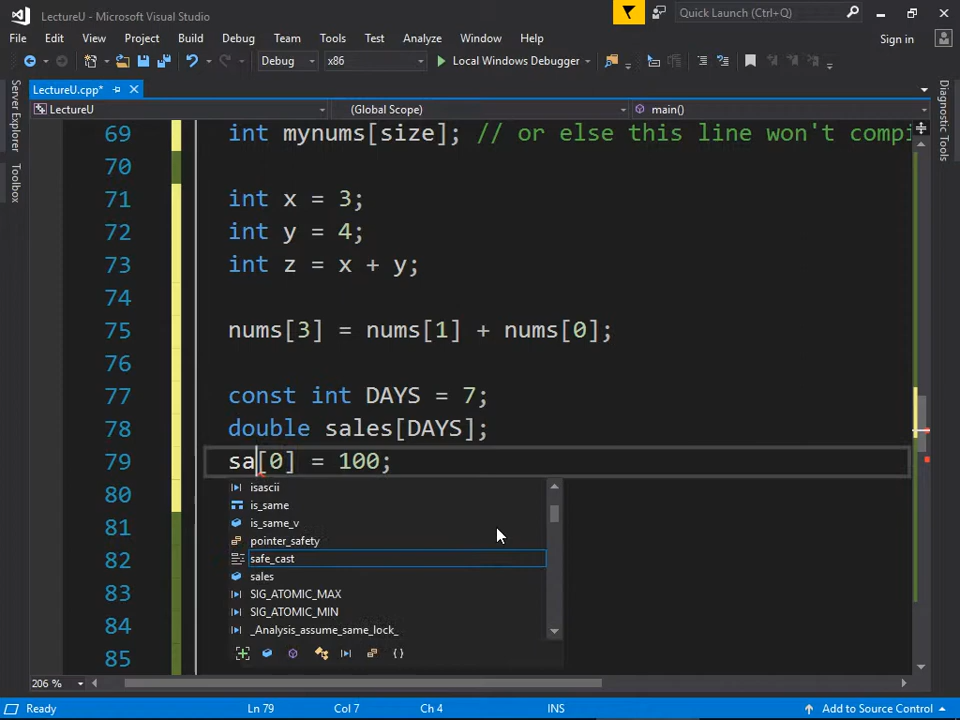 LectureU - Microsoft Visual Studio
Quick Launch (Ctrl+Q)
File Edit View Project Build Debug Team Tools Test Analyze Window Help Sign in
Debug x86 Local Windows Debugger
LectureU.cpp*
LectureU (Global Scope) main()
Server Explorer
Toolbox
Diagnostic Tools
69 int mynums[size]; // or else this line won't compi
70
71 int x = 3;
72 int y = 4;
73 int z = x + y;
74
75 nums[3] = nums[1] + nums[0];
76
77 const int DAYS = 7;
78 double sales[DAYS];
79 sa[0] = 100;
80
81
82
83
84
85
isascii
is_same
is_same_v
pointer_safety
safe_cast
sales
SIG_ATOMIC_MAX
SIG_ATOMIC_MIN
_Analysis_assume_same_lock_
206 %
Ready Ln 79 Col 7 Ch 4 INS Add to Source Control